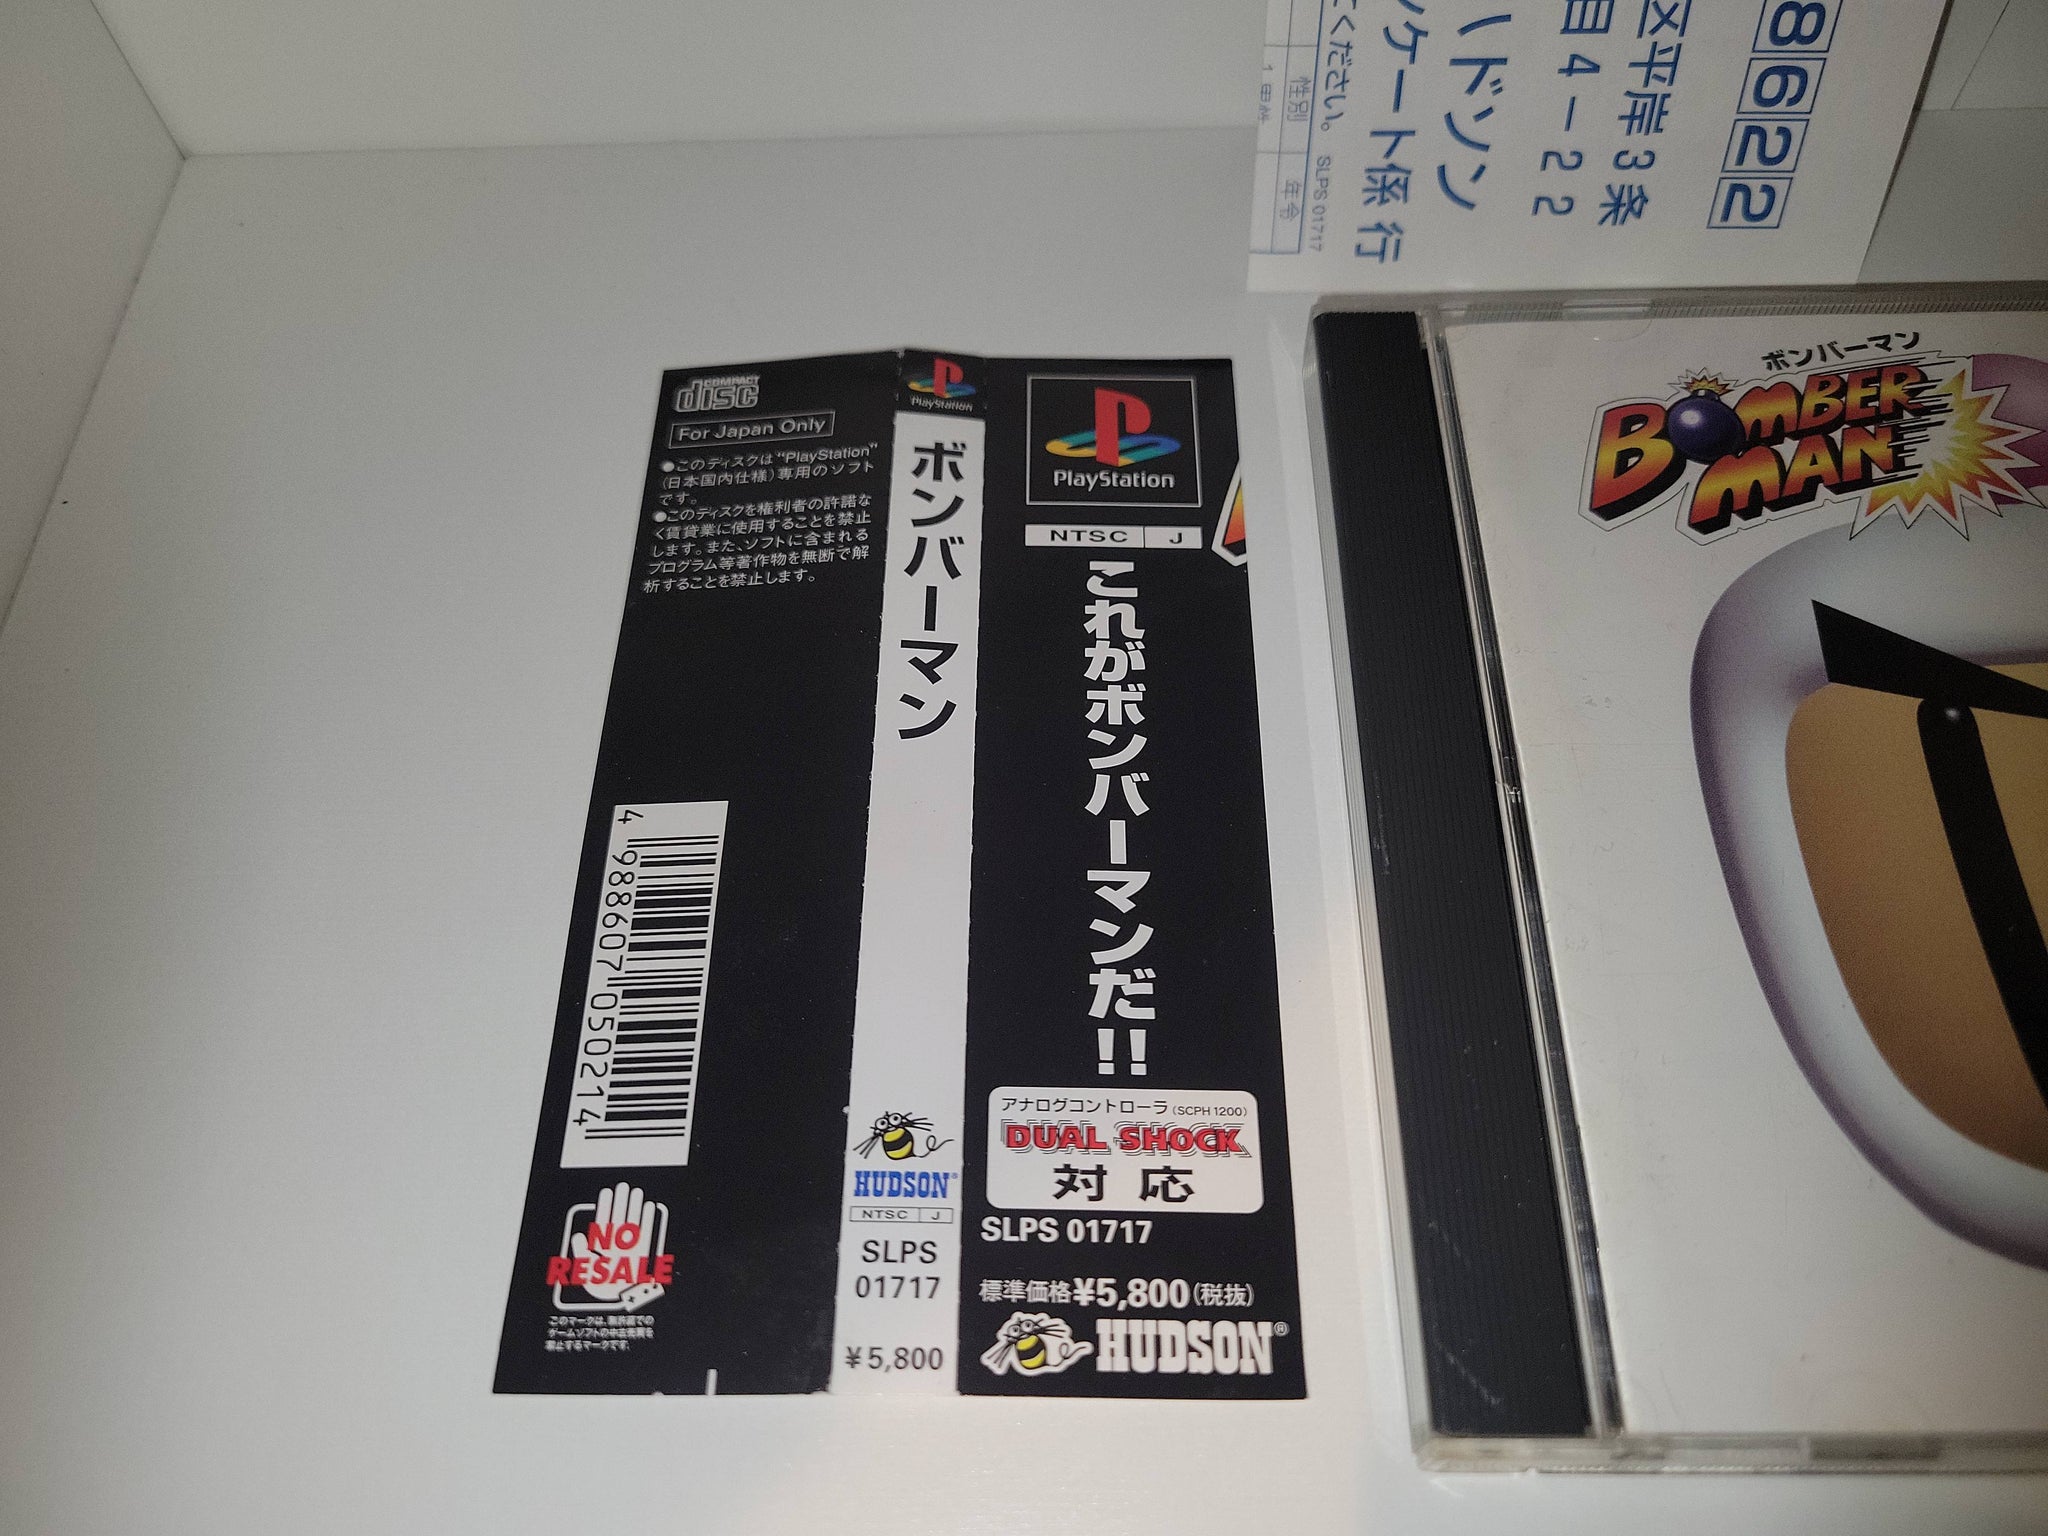 COMPACT
disc
For Japan Only
●このディスクは“PlayStation”
(日本国内仕様)専用のソフト
です。
●このディスクを権利者の許諾な
く賃貸業に使用することを禁止
します。また、ソフトに含まれる
プログラム等著作物を無断で解
析することを禁止します。
4 988607 050214
NO
RESALE
このマークは、無許諾での
ゲームソフトの中古売買を
禁止するマークです。
PlayStation
ボンバーマン
HUDSON®
NTSC J
SLPS
01717
¥5,800
PlayStation
NTSC J
これがボンバーマンだ!!
アナログコントローラ(SCPH 1200)
DUAL SHOCK
対応
SLPS 01717
標準価格¥5,800(税抜)
HUDSON®
8622
区平岸3条
目4-22
ハドソン
ンケート係 行
ください。
SLPS 01717
性別
年令
ボンバーマン
BOMBER
MAN